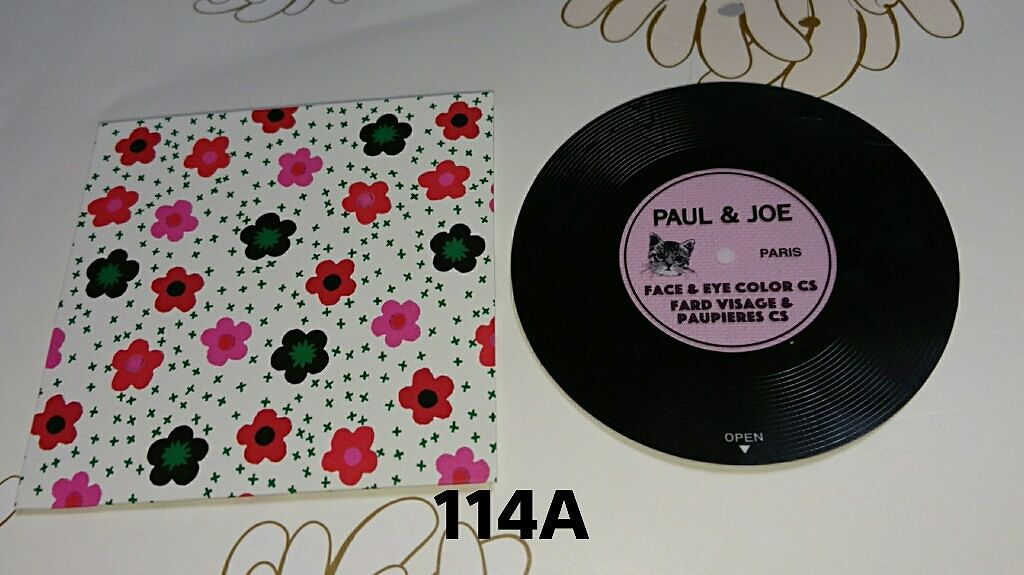 PAUL & JOE
PARIS
FACE & EYE COLOR CS
FARD VISAGE &
PAUPIERES CS
OPEN
114A